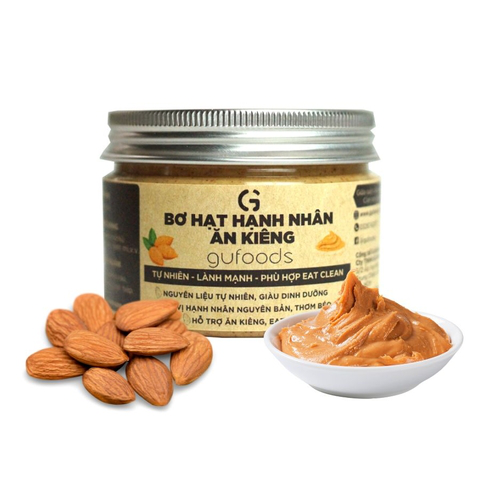 G
BƠ HẠT HẠNH NHÂN
ĂN KIÊNG
gufoods
TỰ NHIÊN - LÀNH MẠNH - PHÙ HỢP EAT CLEAN
NGUYÊN LIỆU TỰ NHIÊN, GIÀU DINH DƯỠNG
VỊ HẠNH NHÂN NGUYÊN BẢN, THƠM BÉO
HỖ TRỢ ĂN KIÊNG, EAT